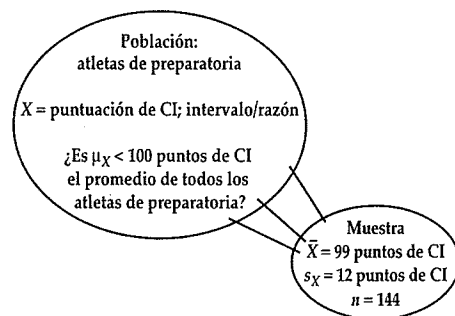 Población:
atletas de preparatoria
X = puntuación de CI; intervalo/razón
¿Es μX < 100 puntos de CI
el promedio de todos los
atletas de preparatoria?
Muestra
X̄ = 99 puntos de CI
sX = 12 puntos de CI
n = 144